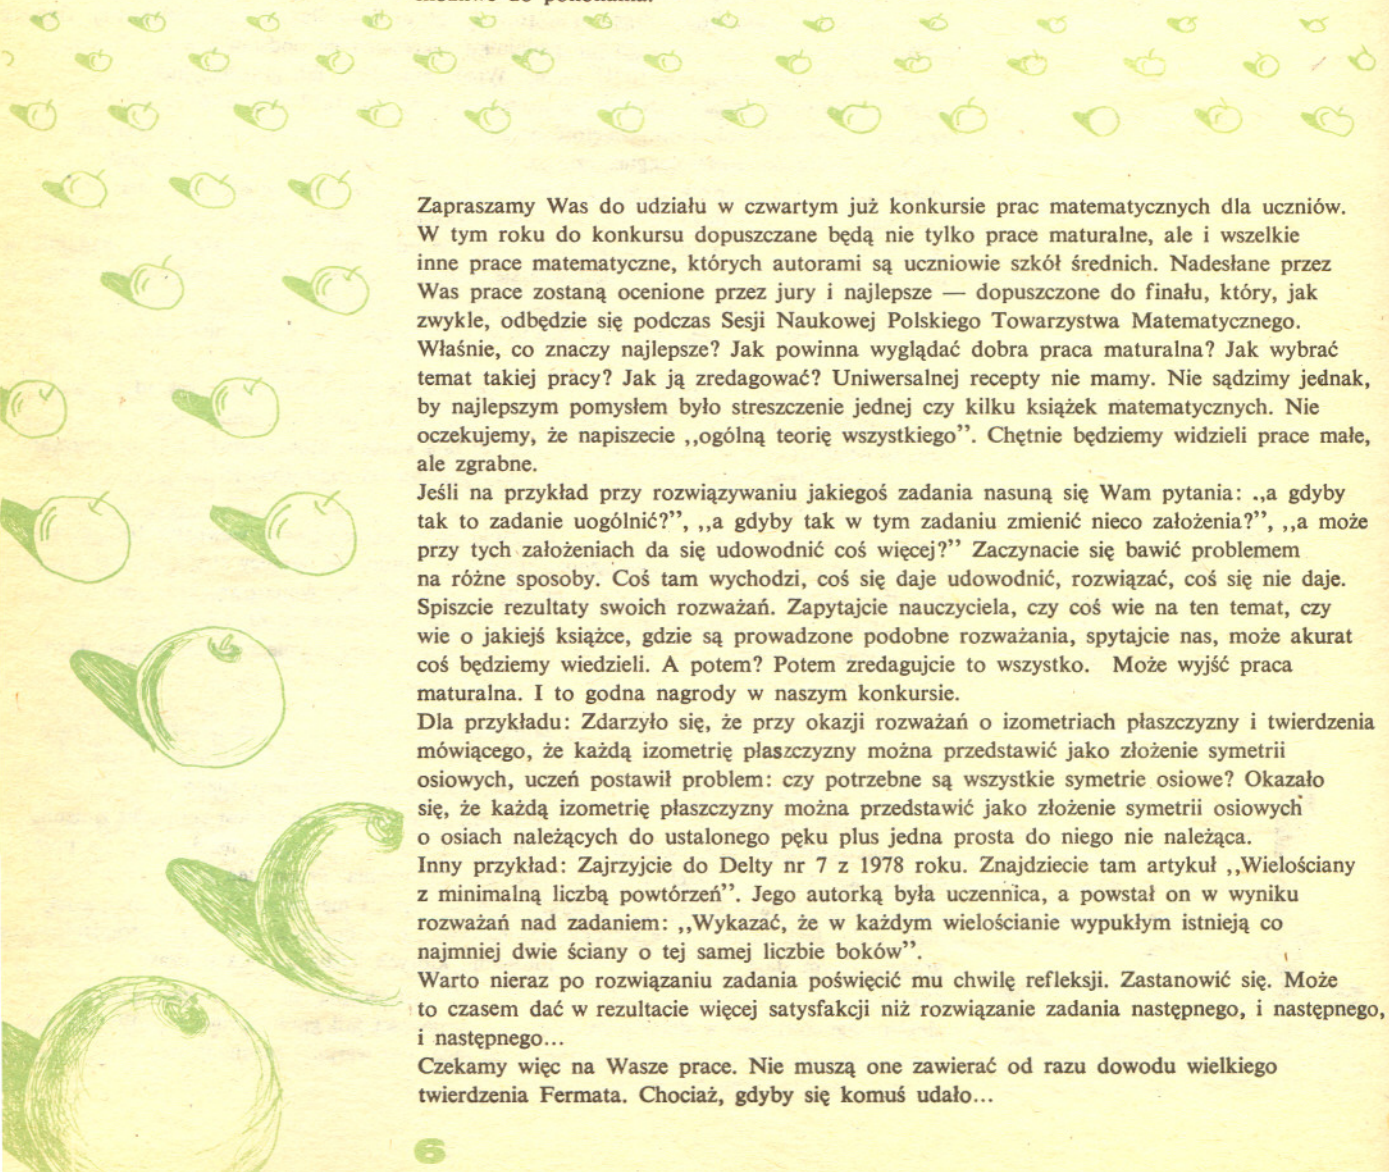 Zapraszamy Was do udziału w czwartym już konkursie prac matematycznych dla uczniów.
W tym roku do konkursu dopuszczane będą nie tylko prace maturalne, ale i wszelkie
inne prace matematyczne, których autorami są uczniowie szkół średnich. Nadesłane przez
Was prace zostaną ocenione przez jury i najlepsze — dopuszczone do finału, który, jak
zwykle, odbędzie się podczas Sesji Naukowej Polskiego Towarzystwa Matematycznego.
Właśnie, co znaczy najlepsze? Jak powinna wyglądać dobra praca maturalna? Jak wybrać
temat takiej pracy? Jak ją zredagować? Uniwersalnej recepty nie mamy. Nie sądzimy jednak,
by najlepszym pomysłem było streszczenie jednej czy kilku książek matematycznych. Nie
oczekujemy, że napiszecie ,,ogólną teorię wszystkiego”. Chętnie będziemy widzieli prace małe,
ale zgrabne.
Jeśli na przykład przy rozwiązywaniu jakiegoś zadania nasuną się Wam pytania: .,a gdyby
tak to zadanie uogólnić?”, ,,a gdyby tak w tym zadaniu zmienić nieco założenia?”, ,,a może
przy tych założeniach da się udowodnić coś więcej?” Zaczynacie się bawić problemem
na różne sposoby. Coś tam wychodzi, coś się daje udowodnić, rozwiązać, coś się nie daje.
Spiszcie rezultaty swoich rozważań. Zapytajcie nauczyciela, czy coś wie na ten temat, czy
wie o jakiejś książce, gdzie są prowadzone podobne rozważania, spytajcie nas, może akurat
coś będziemy wiedzieli. A potem? Potem zredagujcie to wszystko. Może wyjść praca
maturalna. I to godna nagrody w naszym konkursie.
Dla przykładu: Zdarzyło się, że przy okazji rozważań o izometriach płaszczyzny i twierdzenia
mówiącego, że każdą izometrię płaszczyzny można przedstawić jako złożenie symetrii
osiowych, uczeń postawił problem: czy potrzebne są wszystkie symetrie osiowe? Okazało
się, że każdą izometrię płaszczyzny można przedstawić jako złożenie symetrii osiowych
o osiach należących do ustalonego pęku plus jedna prosta do niego nie należąca.
Inny przykład: Zajrzyjcie do Delty nr 7 z 1978 roku. Znajdziecie tam artykuł ,,Wielościany
z minimalną liczbą powtórzeń”. Jego autorką była uczennica, a powstał on w wyniku
rozważań nad zadaniem: ,,Wykazać, że w każdym wielościanie wypukłym istnieją co
najmniej dwie ściany o tej samej liczbie boków”.
Warto nieraz po rozwiązaniu zadania poświęcić mu chwilę refleksji. Zastanowić się. Może
to czasem dać w rezultacie więcej satysfakcji niż rozwiązanie zadania następnego, i następnego,
i następnego...
Czekamy więc na Wasze prace. Nie muszą one zawierać od razu dowodu wielkiego
twierdzenia Fermata. Chociaż, gdyby się komuś udało...
6